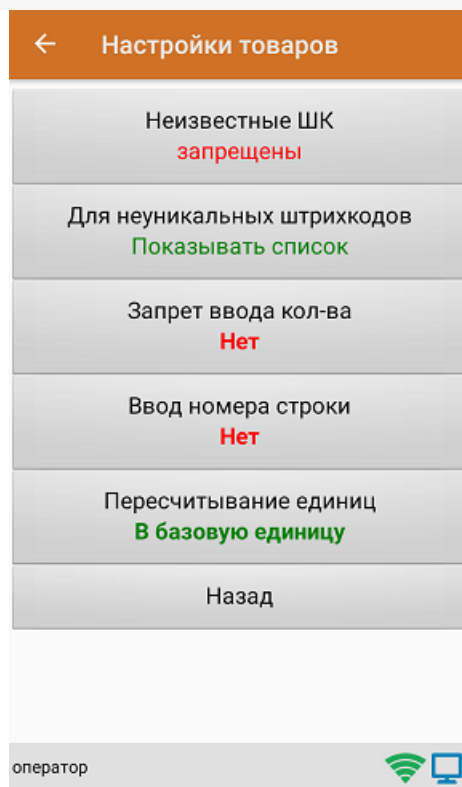 Настройки товаров
Неизвестные ШК
запрещены
Для неуникальных штрихкодов
Показывать список
Запрет ввода кол-ва
Нет
Ввод номера строки
Нет
Пересчитывание единиц
В базовую единицу
Назад
оператор